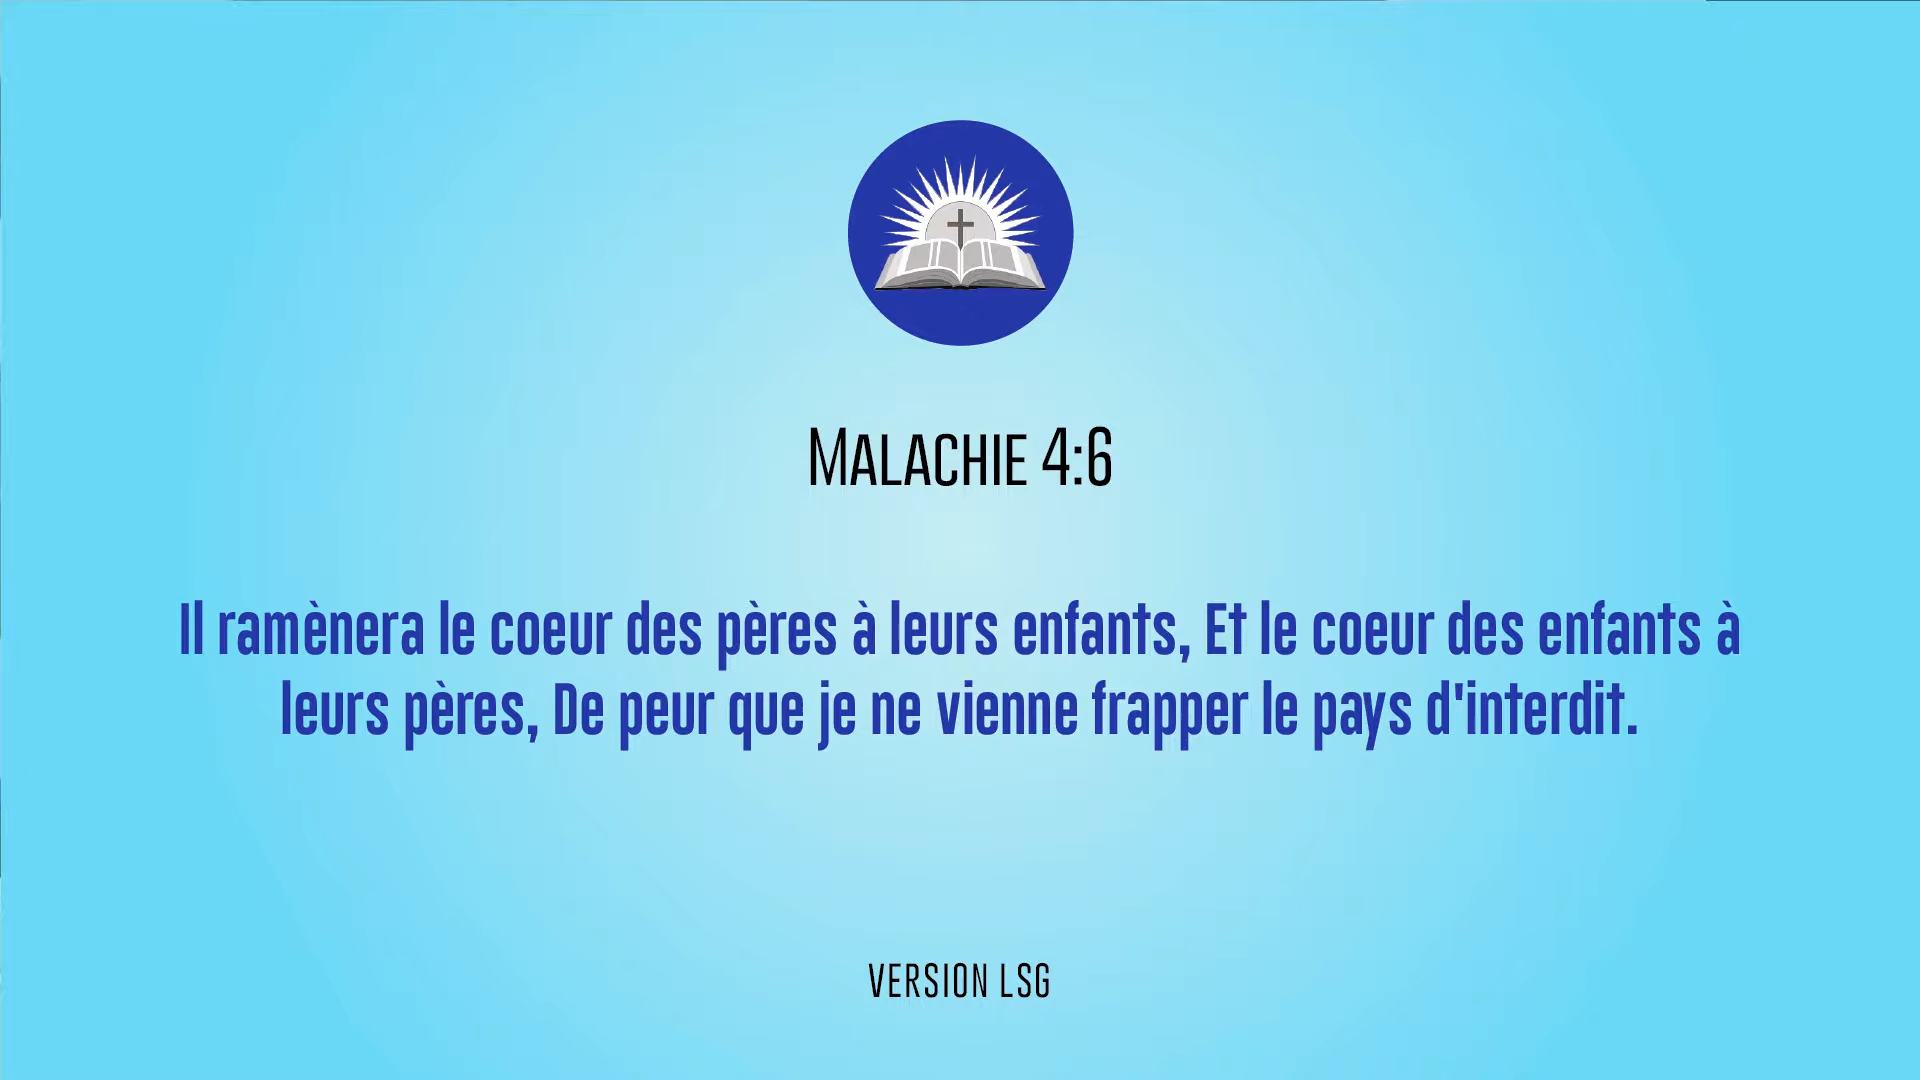 MALACHIE 4:6
Il ramènera le coeur des pères à leurs enfants, Et le coeur des enfants à
leurs pères, De peur que je ne vienne frapper le pays d'interdit.
VERSION LSG